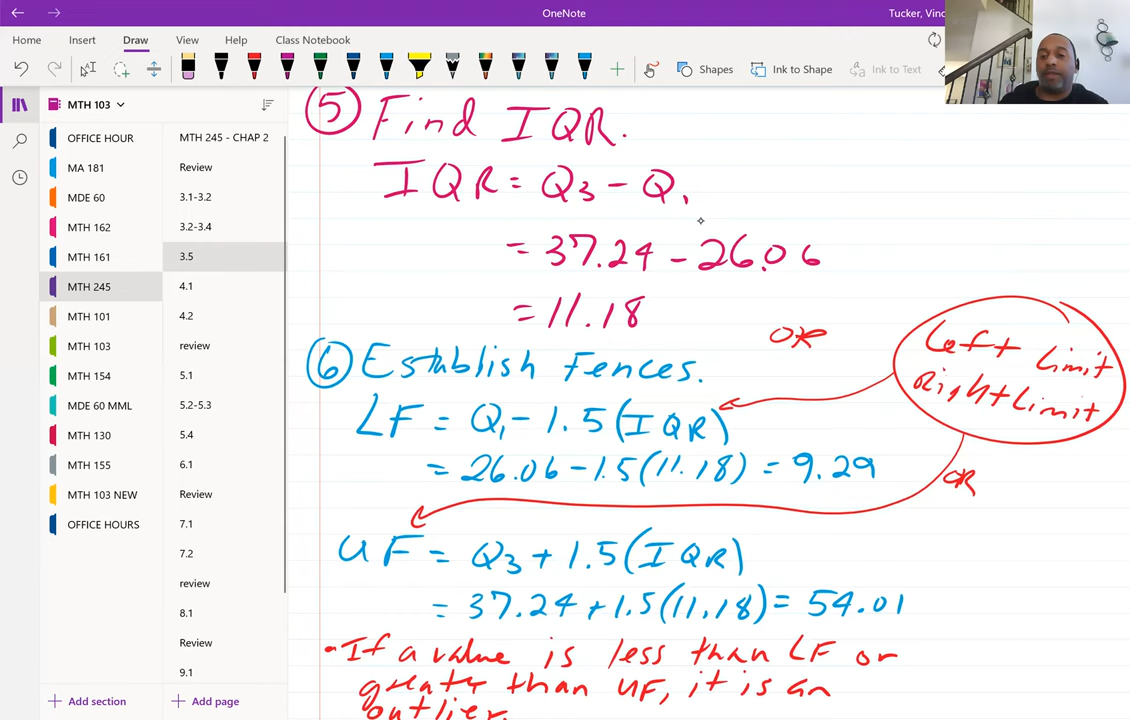 OneNote
Tucker, Vinc
Home Insert Draw View Help Class Notebook
Shapes Ink to Shape Ink to Text
MTH 103
OFFICE HOUR
MA 181
MDE 60
MTH 162
MTH 161
MTH 245
MTH 101
MTH 103
MTH 154
MDE 60 MML
MTH 130
MTH 155
MTH 103 NEW
OFFICE HOURS
Add section
MTH 245 - CHAP 2
Review
3.1-3.2
3.2-3.4
3.5
4.1
4.2
review
5.1
5.2-5.3
5.4
6.1
Review
7.1
7.2
review
8.1
Review
9.1
Add page
5 Find IQR.
IQR = Q3 - Q1
= 37.24 - 26.06
= 11.18
6 Establish Fences.
OR
Left Limit
Right Limit
LF = Q1 - 1.5 (IQR)
= 26.06 - 1.5(11.18) = 9.29
OR
UF = Q3 + 1.5(IQR)
= 37.24 + 1.5(11.18) = 54.01
• If a value is less than LF or
greater than UF, it is an
outlier.